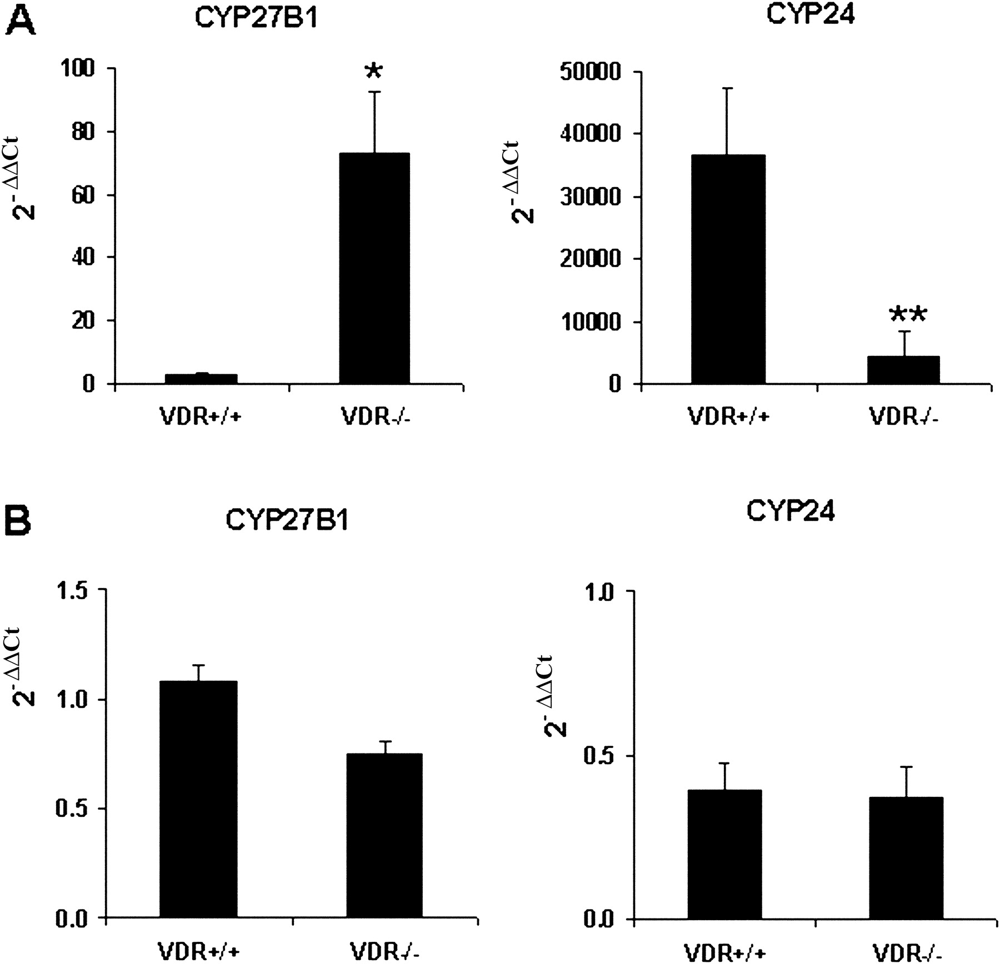 A
CYP27B1
CYP24
2⁻ΔΔCt
100
80
60
40
20
0
*
VDR+/+
VDR-/-
2⁻ΔΔCt
50000
40000
30000
20000
10000
0
**
VDR+/+
VDR-/-
B
CYP27B1
CYP24
2⁻ΔΔCt
1.5
1.0
0.5
0.0
VDR+/+
VDR-/-
2⁻ΔΔCt
1.0
0.5
0.0
VDR+/+
VDR-/-